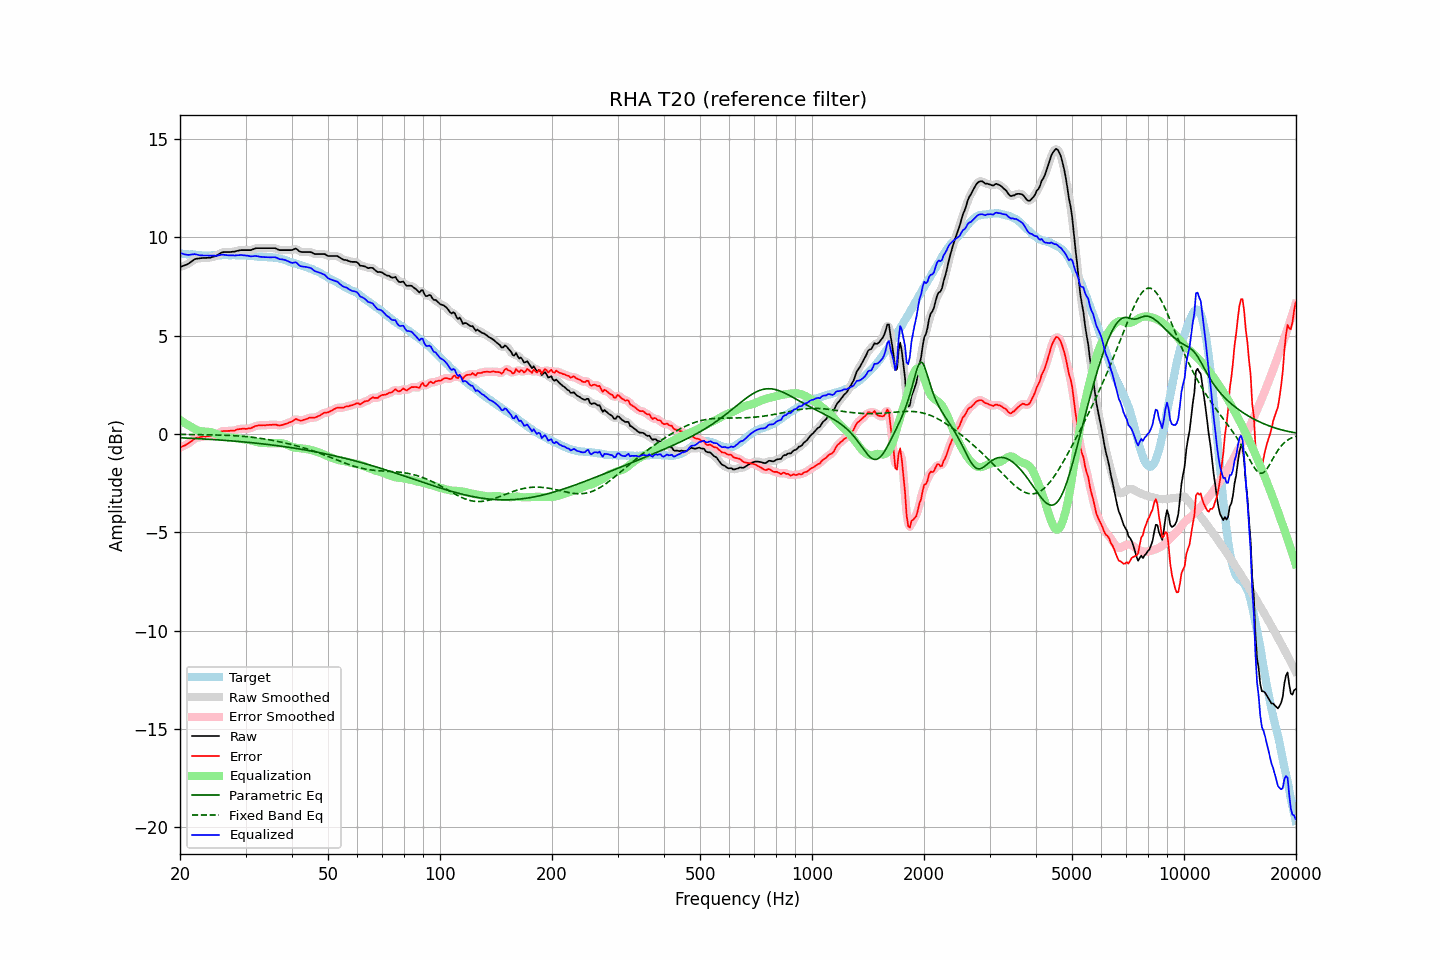 RHA T20 (reference filter)
15
10
5
0
−5
−10
−15
−20
Amplitude (dBr)
Target
Raw Smoothed
Error Smoothed
Raw
Error
Equalization
Parametric Eq
Fixed Band Eq
Equalized
20
50
100
200
500
1000
2000
5000
10000
20000
Frequency (Hz)